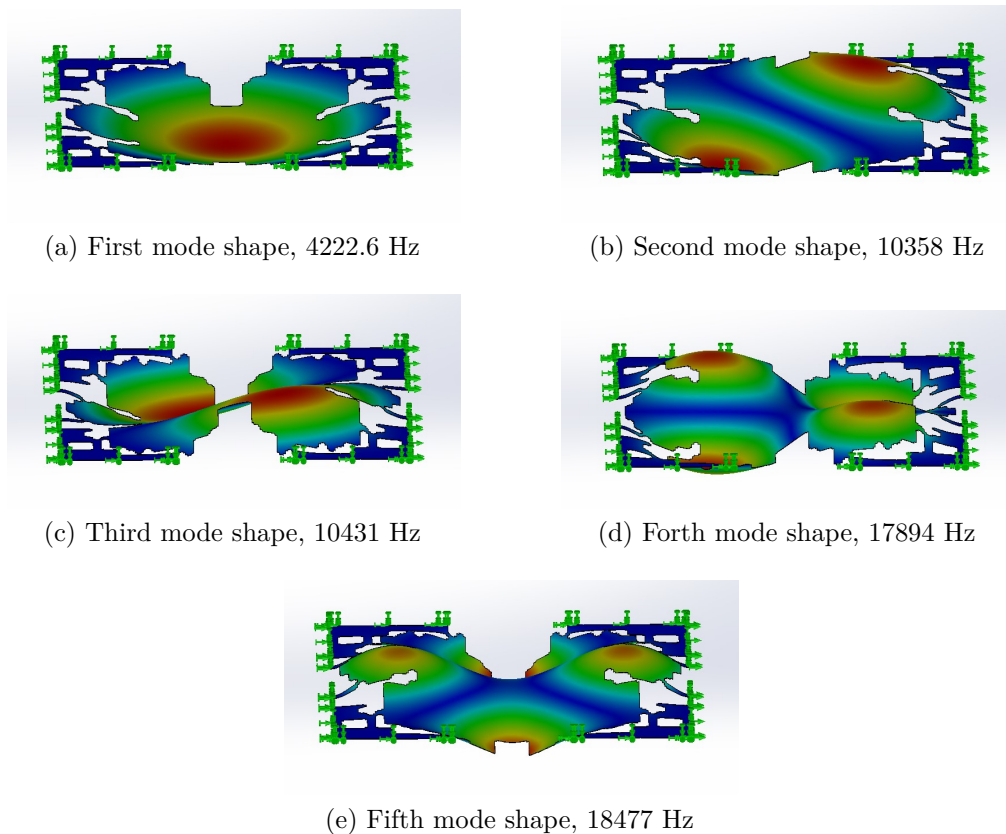 (a) First mode shape, 4222.6 Hz
(b) Second mode shape, 10358 Hz
(c) Third mode shape, 10431 Hz
(d) Forth mode shape, 17894 Hz
(e) Fifth mode shape, 18477 Hz